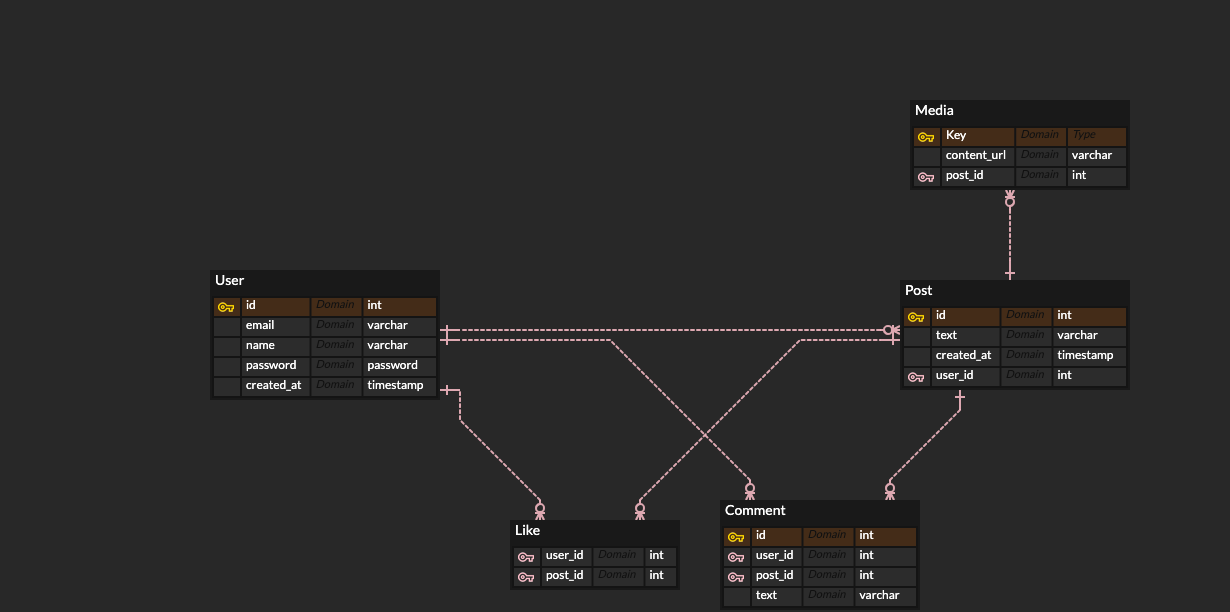 Media
Key Domain Type
content_url Domain varchar
post_id Domain int
User
id Domain int
email Domain varchar
name Domain varchar
password Domain password
created_at Domain timestamp
Post
id Domain int
text Domain varchar
created_at Domain timestamp
user_id Domain int
Like
user_id Domain int
post_id Domain int
Comment
id Domain int
user_id Domain int
post_id Domain int
text Domain varchar